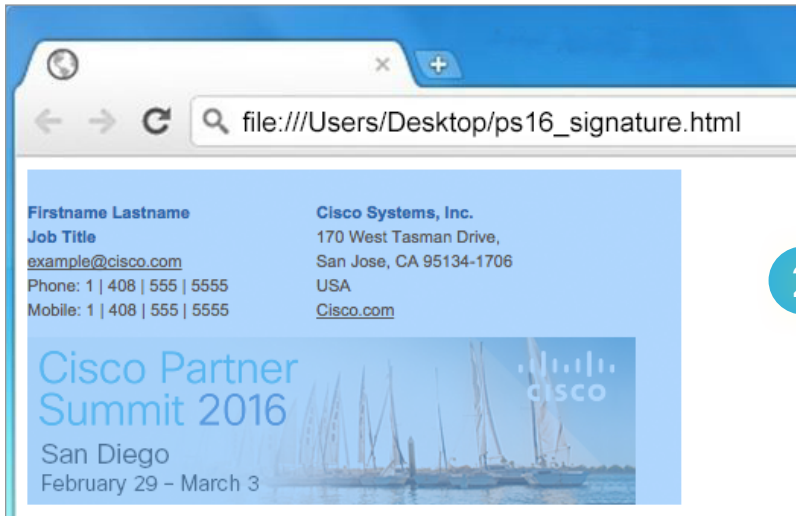 file:///Users/Desktop/ps16_signature.html
Firstname Lastname
Job Title
example@cisco.com
Phone: 1 | 408 | 555 | 5555
Mobile: 1 | 408 | 555 | 5555
Cisco Systems, Inc.
170 West Tasman Drive,
San Jose, CA 95134-1706
USA
Cisco.com
Cisco Partner
Summit 2016
San Diego
February 29 – March 3
CISCO